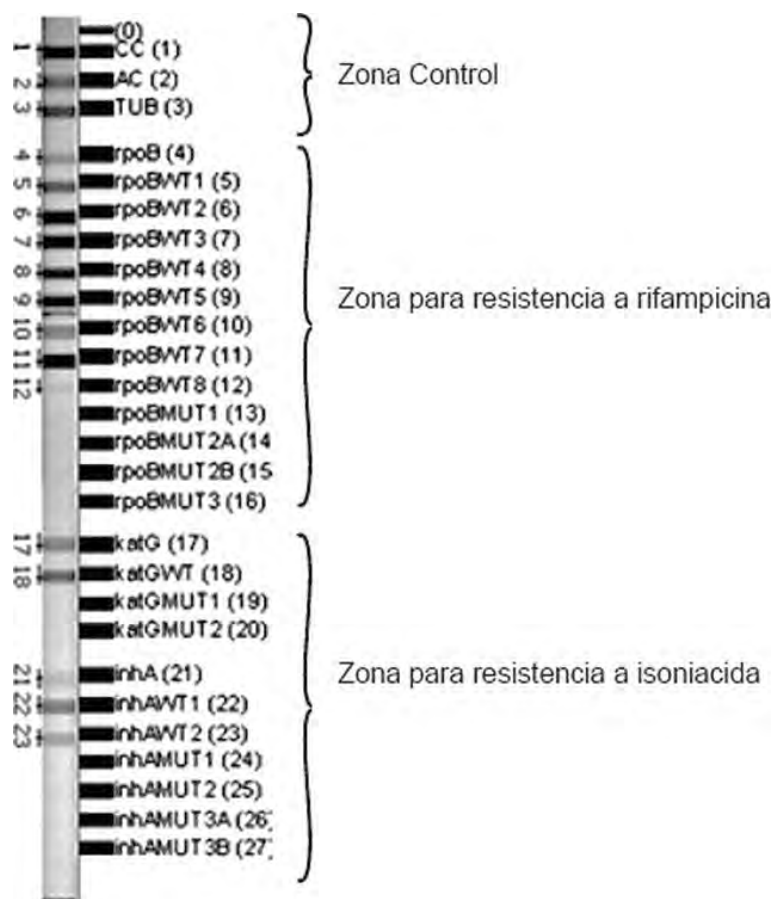 (0)
1 CC (1)
2 AC (2)
3 TUB (3)
Zona Control
4 rpoB (4)
5 rpoBWT1 (5)
6 rpoBWT2 (6)
7 rpoBWT3 (7)
8 rpoBWT4 (8)
9 rpoBWT5 (9)
10 rpoBWT6 (10)
11 rpoBWT7 (11)
12 rpoBWT8 (12)
rpoBMUT1 (13)
rpoBMUT2A (14
rpoBMUT2B (15
rpoBMUT3 (16)
Zona para resistencia a rifampicina
17 katG (17)
18 katGWT (18)
katGMUT1 (19)
katGMUT2 (20)
21 inhA (21)
22 inhAWT1 (22)
23 inhAWT2 (23)
inhAMUT1 (24)
inhAMUT2 (25)
inhAMUT3A (26)
inhAMUT3B (27)
Zona para resistencia a isoniacida